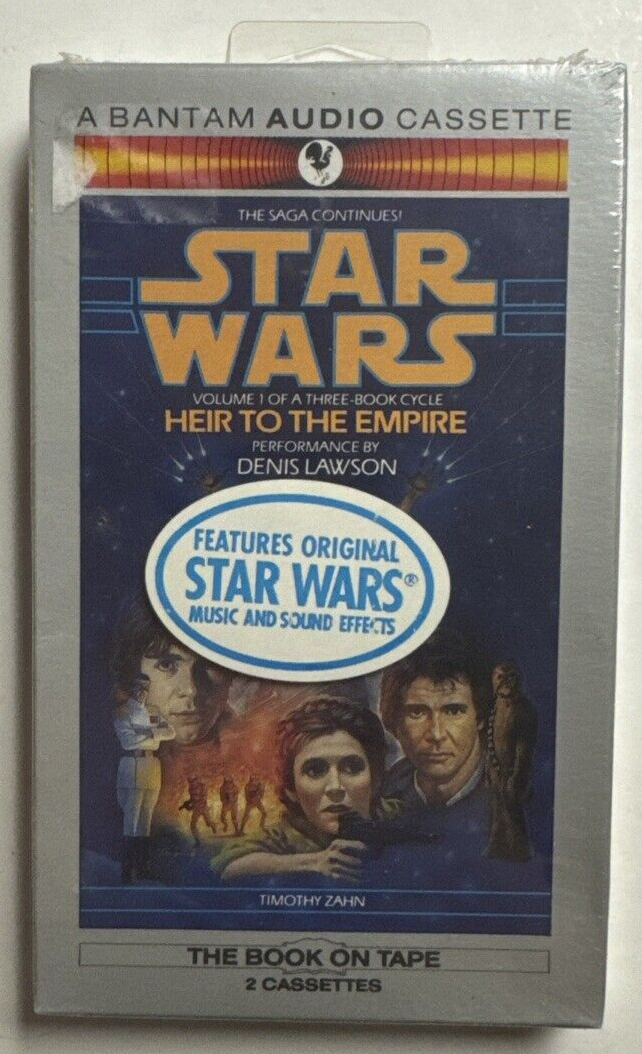 A BANTAM AUDIO CASSETTE
THE SAGA CONTINUES!
STAR
WARS
VOLUME 1 OF A THREE-BOOK CYCLE
HEIR TO THE EMPIRE
PERFORMANCE BY
DENIS LAWSON
FEATURES ORIGINAL
STAR WARS®
MUSIC AND SOUND EFFECTS
TIMOTHY ZAHN
THE BOOK ON TAPE
2 CASSETTES